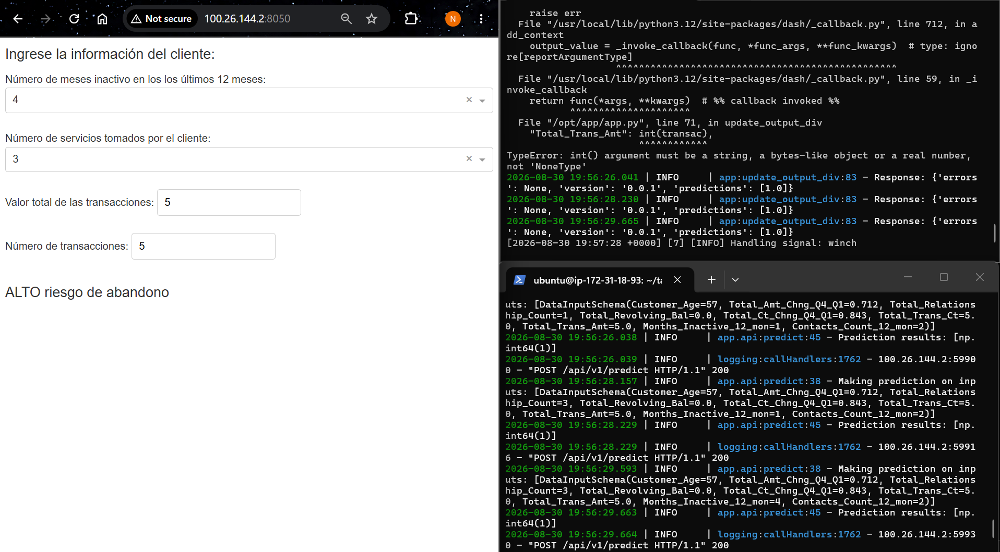 Not secure
100.26.144.2:8050
N
Ingrese la información del cliente:
Número de meses inactivo en los los últimos 12 meses:
4
Número de servicios tomados por el cliente:
3
Valor total de las transacciones: 5
Número de transacciones: 5
ALTO riesgo de abandono
    raise err
  File "/usr/local/lib/python3.12/site-packages/dash/_callback.py", line 712, in a
dd_context
    output_value = _invoke_callback(func, *func_args, **func_kwargs)  # type: igno
re[reportArgumentType]
                   ^^^^^^^^^^^^^^^^^^^^^^^^^^^^^^^^^^^^^^^^^^^^^^^^^
  File "/usr/local/lib/python3.12/site-packages/dash/_callback.py", line 59, in _i
nvoke_callback
    return func(*args, **kwargs)  # %% callback invoked %%
           ^^^^^^^^^^^^^^^^^^^^^
  File "/opt/app/app.py", line 71, in update_output_div
    "Total_Trans_Amt": int(transac),
                       ^^^^^^^^^^^^
TypeError: int() argument must be a string, a bytes-like object or a real number,
not 'NoneType'
2026-08-30 19:56:26.041 | INFO     | app:update_output_div:83 - Response: {'errors
': None, 'version': '0.0.1', 'predictions': [1.0]}
2026-08-30 19:56:28.230 | INFO     | app:update_output_div:83 - Response: {'errors
': None, 'version': '0.0.1', 'predictions': [1.0]}
2026-08-30 19:56:29.665 | INFO     | app:update_output_div:83 - Response: {'errors
': None, 'version': '0.0.1', 'predictions': [1.0]}
[2026-08-30 19:57:28 +0000] [7] [INFO] Handling signal: winch
ubuntu@ip-172-31-18-93: ~/ta
uts: [DataInputSchema(Customer_Age=57, Total_Amt_Chng_Q4_Q1=0.712, Total_Relations
hip_Count=1, Total_Revolving_Bal=0.0, Total_Ct_Chng_Q4_Q1=0.843, Total_Trans_Ct=5.
0, Total_Trans_Amt=5.0, Months_Inactive_12_mon=1, Contacts_Count_12_mon=2)]
2026-08-30 19:56:26.038 | INFO     | app.api:predict:45 - Prediction results: [np.
int64(1)]
2026-08-30 19:56:26.039 | INFO     | logging:callHandlers:1762 - 100.26.144.2:5990
0 - "POST /api/v1/predict HTTP/1.1" 200
2026-08-30 19:56:28.157 | INFO     | app.api:predict:38 - Making prediction on inp
uts: [DataInputSchema(Customer_Age=57, Total_Amt_Chng_Q4_Q1=0.712, Total_Relations
hip_Count=3, Total_Revolving_Bal=0.0, Total_Ct_Chng_Q4_Q1=0.843, Total_Trans_Ct=5.
0, Total_Trans_Amt=5.0, Months_Inactive_12_mon=1, Contacts_Count_12_mon=2)]
2026-08-30 19:56:28.229 | INFO     | app.api:predict:45 - Prediction results: [np.
int64(1)]
2026-08-30 19:56:28.229 | INFO     | logging:callHandlers:1762 - 100.26.144.2:5991
6 - "POST /api/v1/predict HTTP/1.1" 200
2026-08-30 19:56:29.593 | INFO     | app.api:predict:38 - Making prediction on inp
uts: [DataInputSchema(Customer_Age=57, Total_Amt_Chng_Q4_Q1=0.712, Total_Relations
hip_Count=3, Total_Revolving_Bal=0.0, Total_Ct_Chng_Q4_Q1=0.843, Total_Trans_Ct=5.
0, Total_Trans_Amt=5.0, Months_Inactive_12_mon=4, Contacts_Count_12_mon=2)]
2026-08-30 19:56:29.663 | INFO     | app.api:predict:45 - Prediction results: [np.
int64(1)]
2026-08-30 19:56:29.664 | INFO     | logging:callHandlers:1762 - 100.26.144.2:5993
0 - "POST /api/v1/predict HTTP/1.1" 200